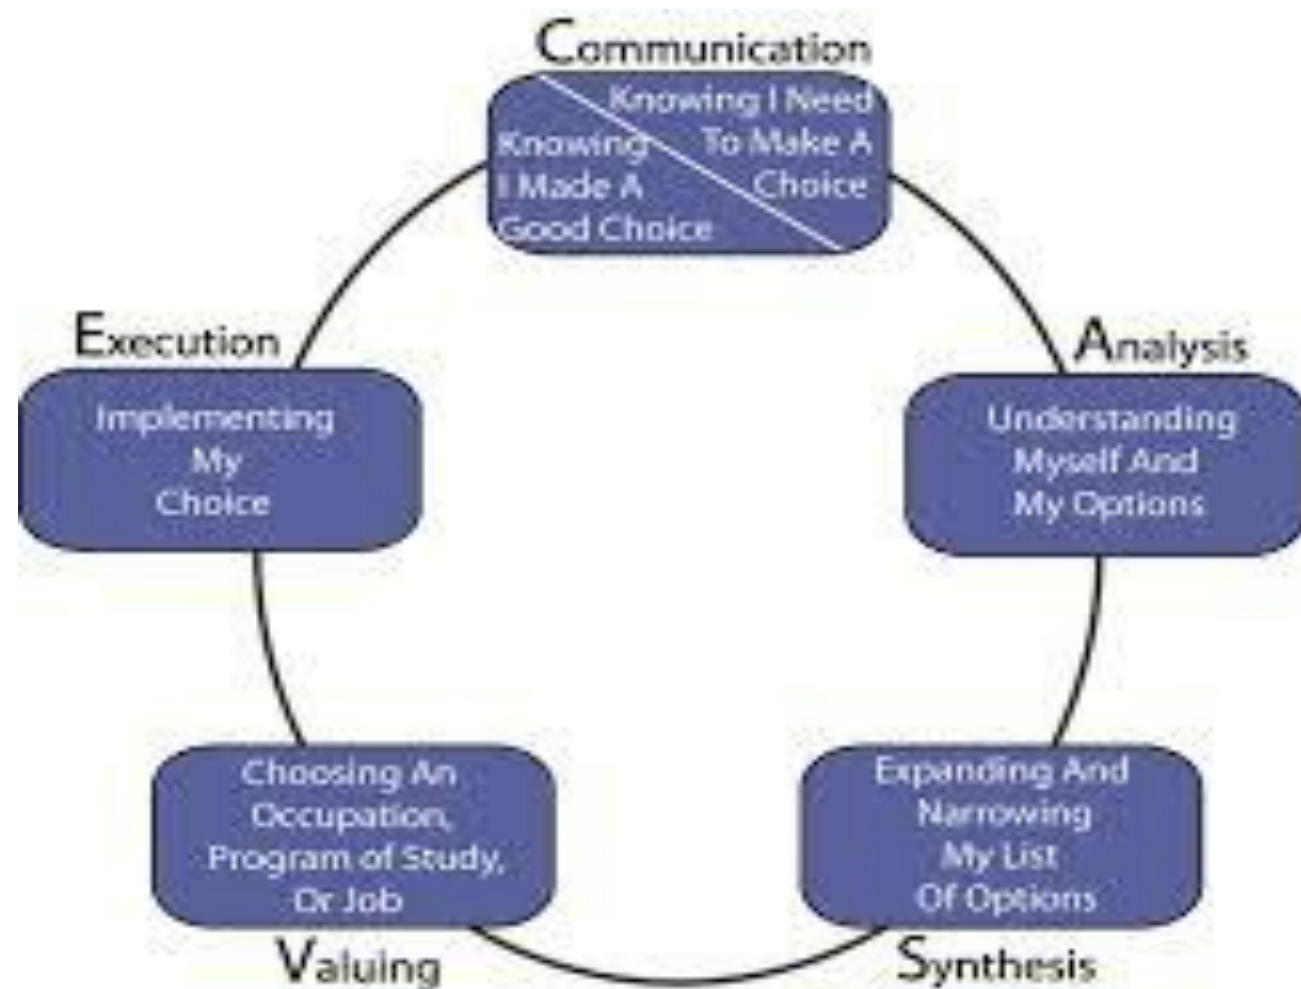 Communication
Knowing I Need
To Make A
Choice
Knowing
I Made A
Good Choice
Analysis
Understanding
Myself And
My Options
Synthesis
Expanding And
Narrowing
My List
Of Options
Valuing
Choosing An
Occupation,
Program of Study,
Or Job
Execution
Implementing
My
Choice